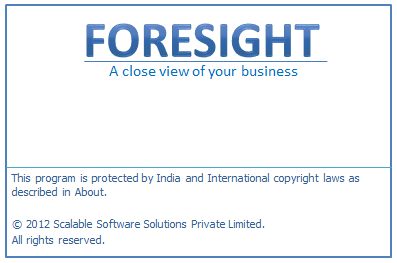 FORESIGHT
A close view of your business
This program is protected by India and International copyright laws as
described in About.
© 2012 Scalable Software Solutions Private Limited.
All rights reserved.